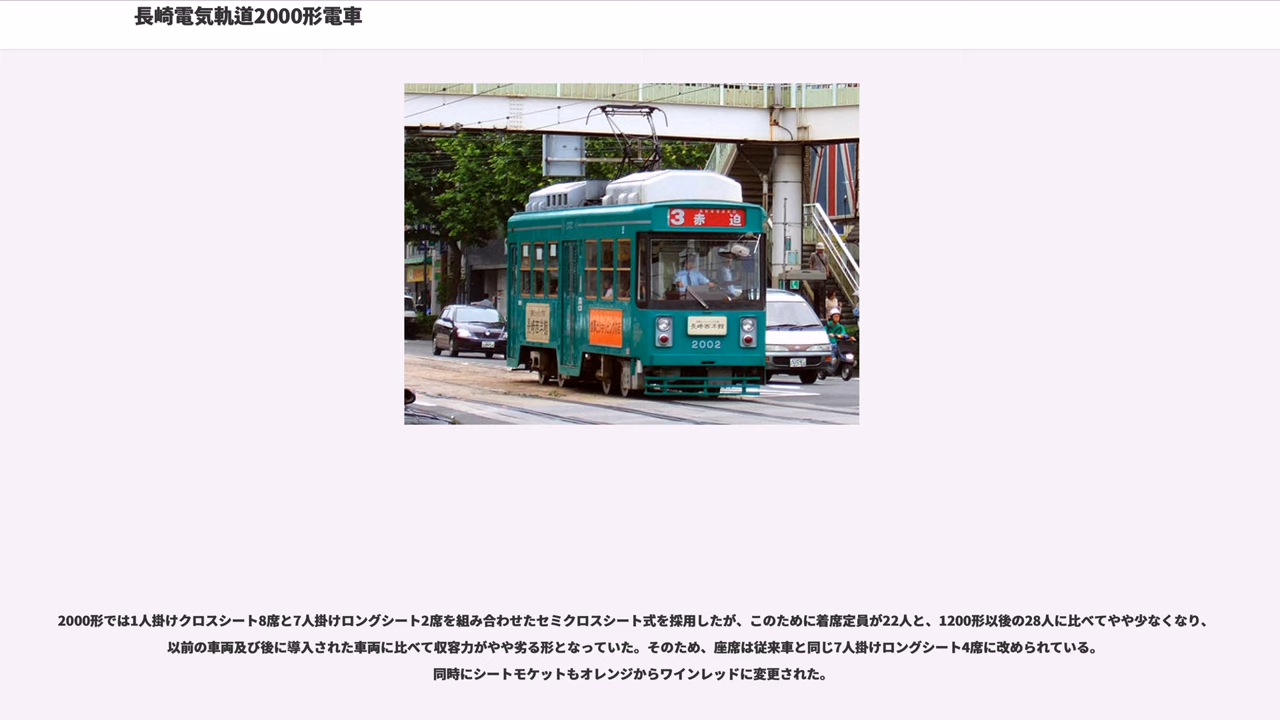 長崎電気軌道2000形電車
3 赤 迫
長崎西洋館
長崎西洋館
2002
2000形では1人掛けクロスシート8席と7人掛けロングシート2席を組み合わせたセミクロスシート式を採用したが、このために着席定員が22人と、1200形以後の28人に比べてやや少なくなり、
以前の車両及び後に導入された車両に比べて収容力がやや劣る形となっていた。そのため、座席は従来車と同じ7人掛けロングシート4席に改められている。
同時にシートモケットもオレンジからワインレッドに変更された。